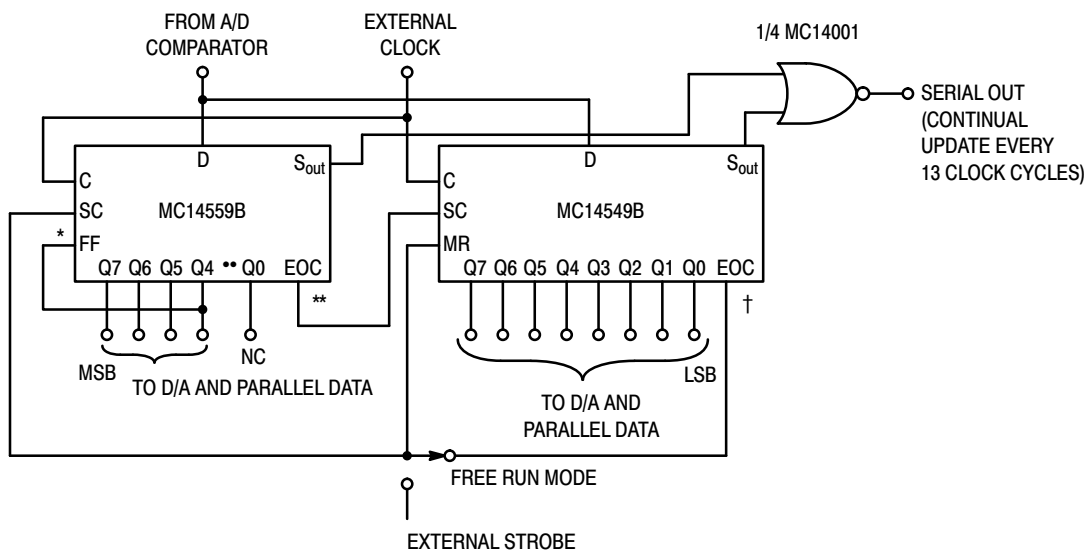 FROM A/D
COMPARATOR
EXTERNAL
CLOCK
1/4 MC14001
SERIAL OUT
(CONTINUAL
UPDATE EVERY
13 CLOCK CYCLES)
D
Sout
C
SC
* FF
MC14559B
Q7 Q6 Q5 Q4 •• Q0 EOC
**
D
Sout
C
SC
MR
MC14549B
Q7 Q6 Q5 Q4 Q3 Q2 Q1 Q0 EOC
†
MSB
NC
TO D/A AND PARALLEL DATA
LSB
TO D/A AND
PARALLEL DATA
FREE RUN MODE
EXTERNAL STROBE